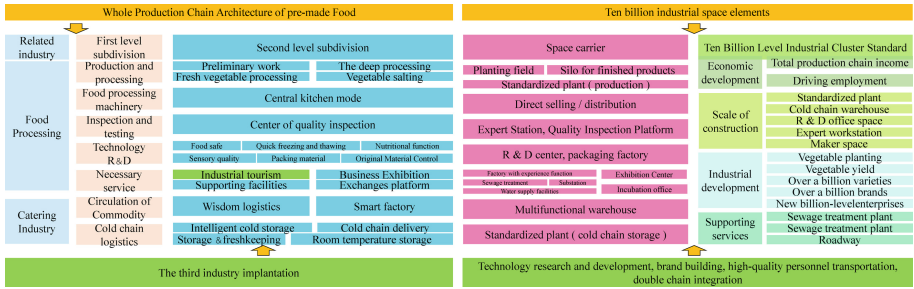 Whole Production Chain Architecture of pre-made Food
Related industry
First level subdivision
Second level subdivision
Food Processing
Production and processing
Preliminary work
The deep processing
Fresh vegetable processing
Vegetable salting
Food processing machinery
Central kitchen mode
Inspection and testing
Center of quality inspection
Technology R&D
Food safe
Quick freezing and thawing
Nutritional function
Sensory quality
Packing material
Original Material Control
Necessary service
Industrial tourism
Business Exhibition
Supporting facilities
Exchanges platform
Catering Industry
Circulation of Commodity
Wisdom logistics
Smart factory
Cold chain logistics
Intelligent cold storage
Cold chain delivery
Storage &freshkeeping
Room temperature storage
The third industry implantation
Ten billion industrial space elements
Space carrier
Planting field
Silo for finished products
Standardized plant ( production )
Direct selling / distribution
Expert Station, Quality Inspection Platform
R & D center, packaging factory
Factory with experience function
Exhibition Center
Sewage treatment
Substation
Water supply facilities
Incubation office
Multifunctional warehouse
Standardized plant ( cold chain storage )
Ten Billion Level Industrial Cluster Standard
Economic development
Total production chain income
Driving employment
Scale of construction
Standardized plant
Cold chain warehouse
R & D office space
Expert workstation
Maker space
Industrial development
Vegetable planting
Vegetable yield
Over a billion varieties
Over a billion brands
New billion-levelenterprises
Supporting services
Sewage treatment plant
Sewage treatment plant
Roadway
Technology research and development, brand building, high-quality personnel transportation,
double chain integration